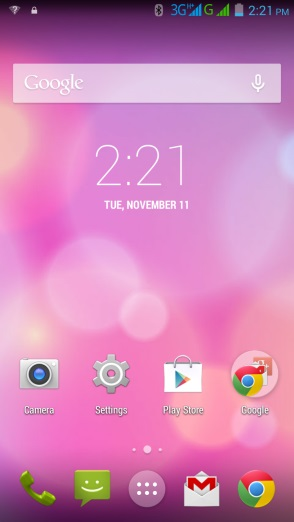 3G H+ G 2:21 PM
Google
2:21
TUE, NOVEMBER 11
Camera Settings Play Store Google